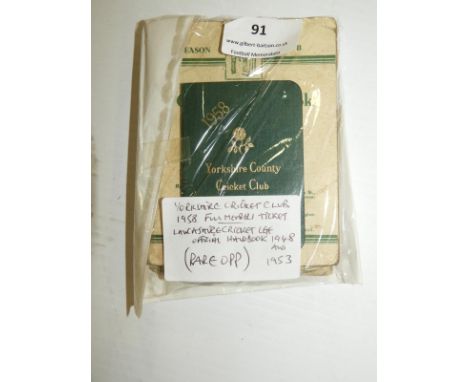 91
www.gilbert-baitson.co.uk
Football Memorabilia
EASON
B
k
1958
Yorkshire County
Cricket Club
YORKSHIRE CRICKET CLUB
1958 FULL MEMBERS TICKET
LANCASHIRE CRICKET LGE
OFFICIAL HANDBOOK 1948
AND
(RARE OPP) 1953